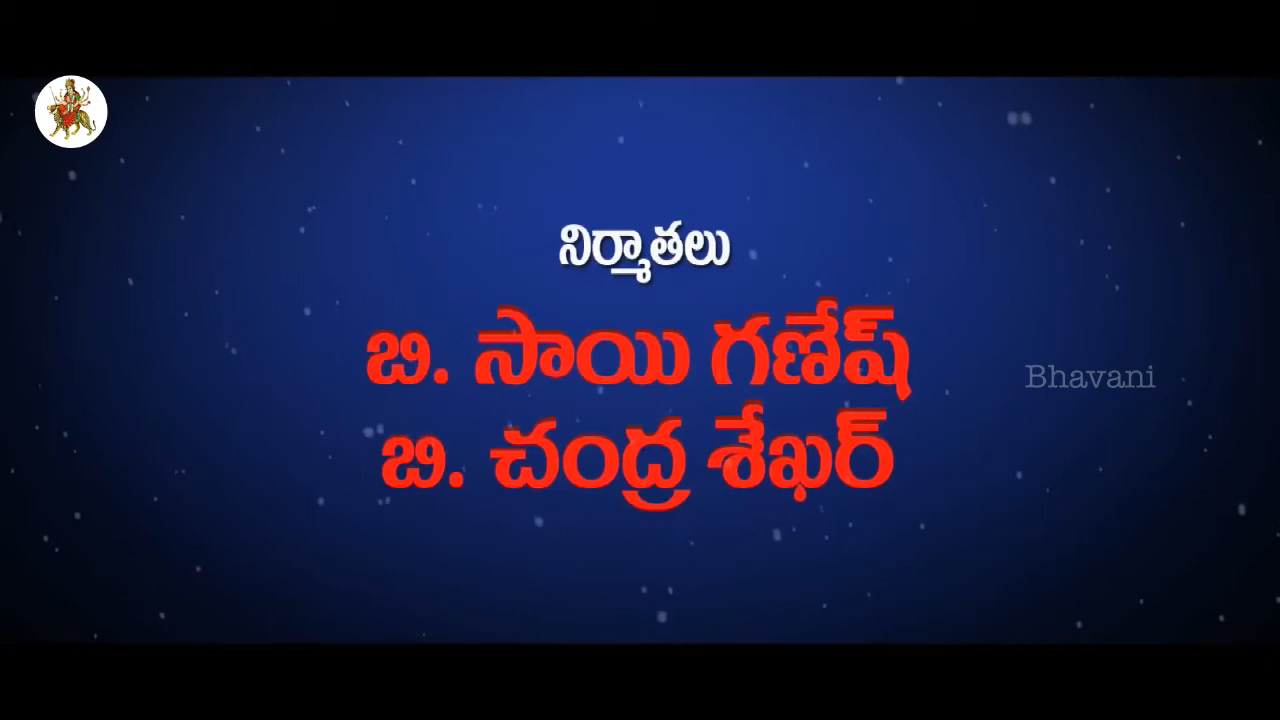 నిర్మాతలు
బి. సాయి గణేష్
Bhavani
బి. చంద్ర శేఖర్